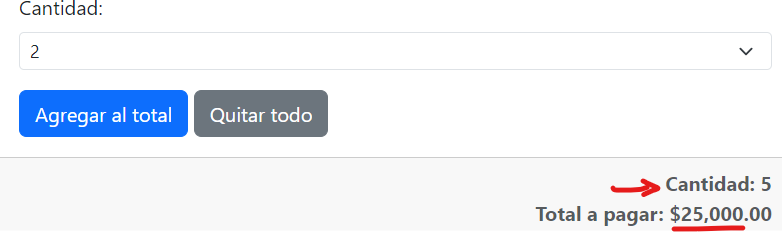 Cantidad:
2
Agregar al total Quitar todo
Cantidad: 5
Total a pagar: $25,000.00